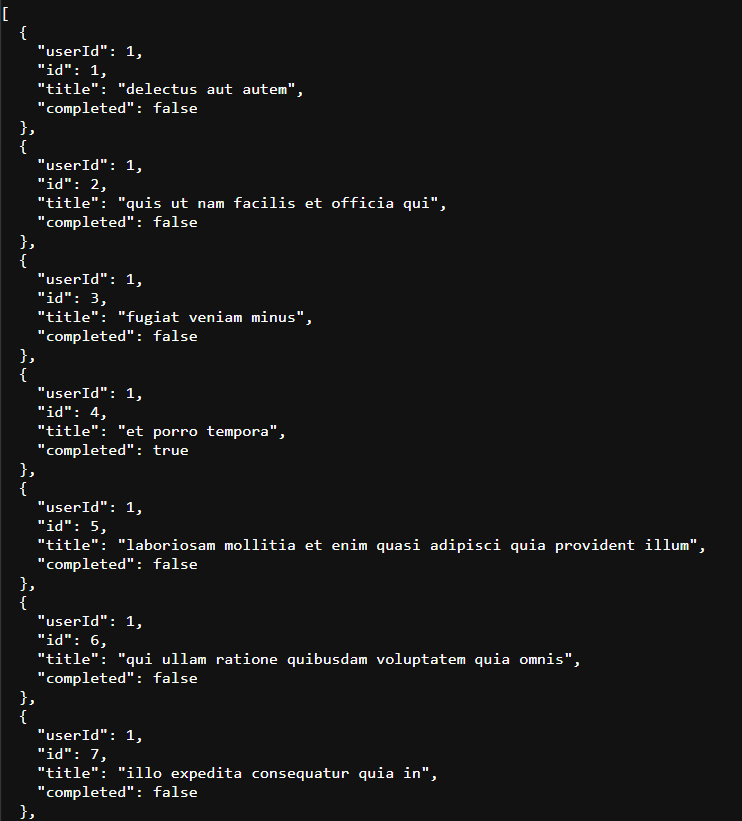 [
  {
    "userId": 1,
    "id": 1,
    "title": "delectus aut autem",
    "completed": false
  },
  {
    "userId": 1,
    "id": 2,
    "title": "quis ut nam facilis et officia qui",
    "completed": false
  },
  {
    "userId": 1,
    "id": 3,
    "title": "fugiat veniam minus",
    "completed": false
  },
  {
    "userId": 1,
    "id": 4,
    "title": "et porro tempora",
    "completed": true
  },
  {
    "userId": 1,
    "id": 5,
    "title": "laboriosam mollitia et enim quasi adipisci quia provident illum",
    "completed": false
  },
  {
    "userId": 1,
    "id": 6,
    "title": "qui ullam ratione quibusdam voluptatem quia omnis",
    "completed": false
  },
  {
    "userId": 1,
    "id": 7,
    "title": "illo expedita consequatur quia in",
    "completed": false
  },